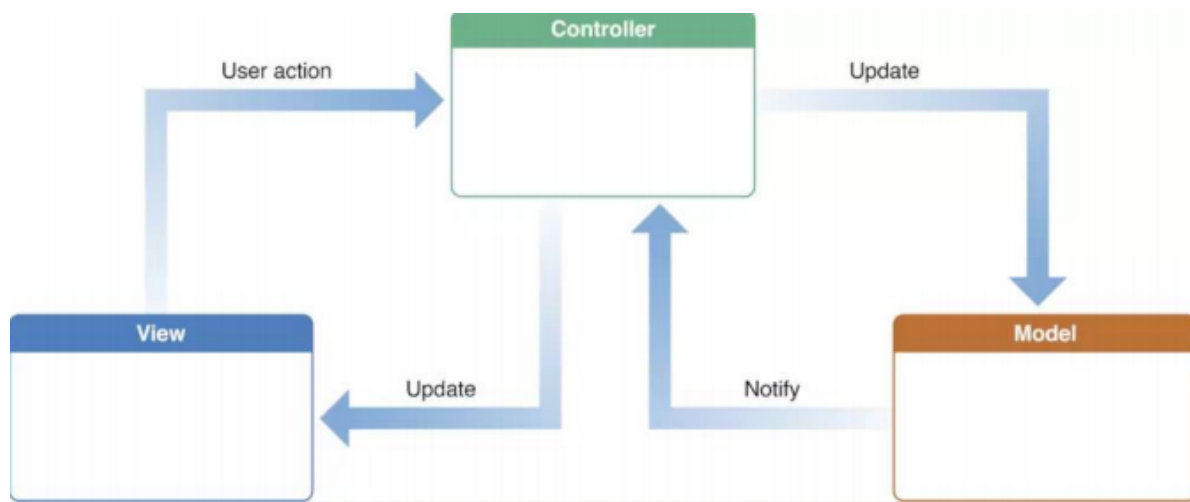 Controller
User action
Update
View
Model
Update
Notify